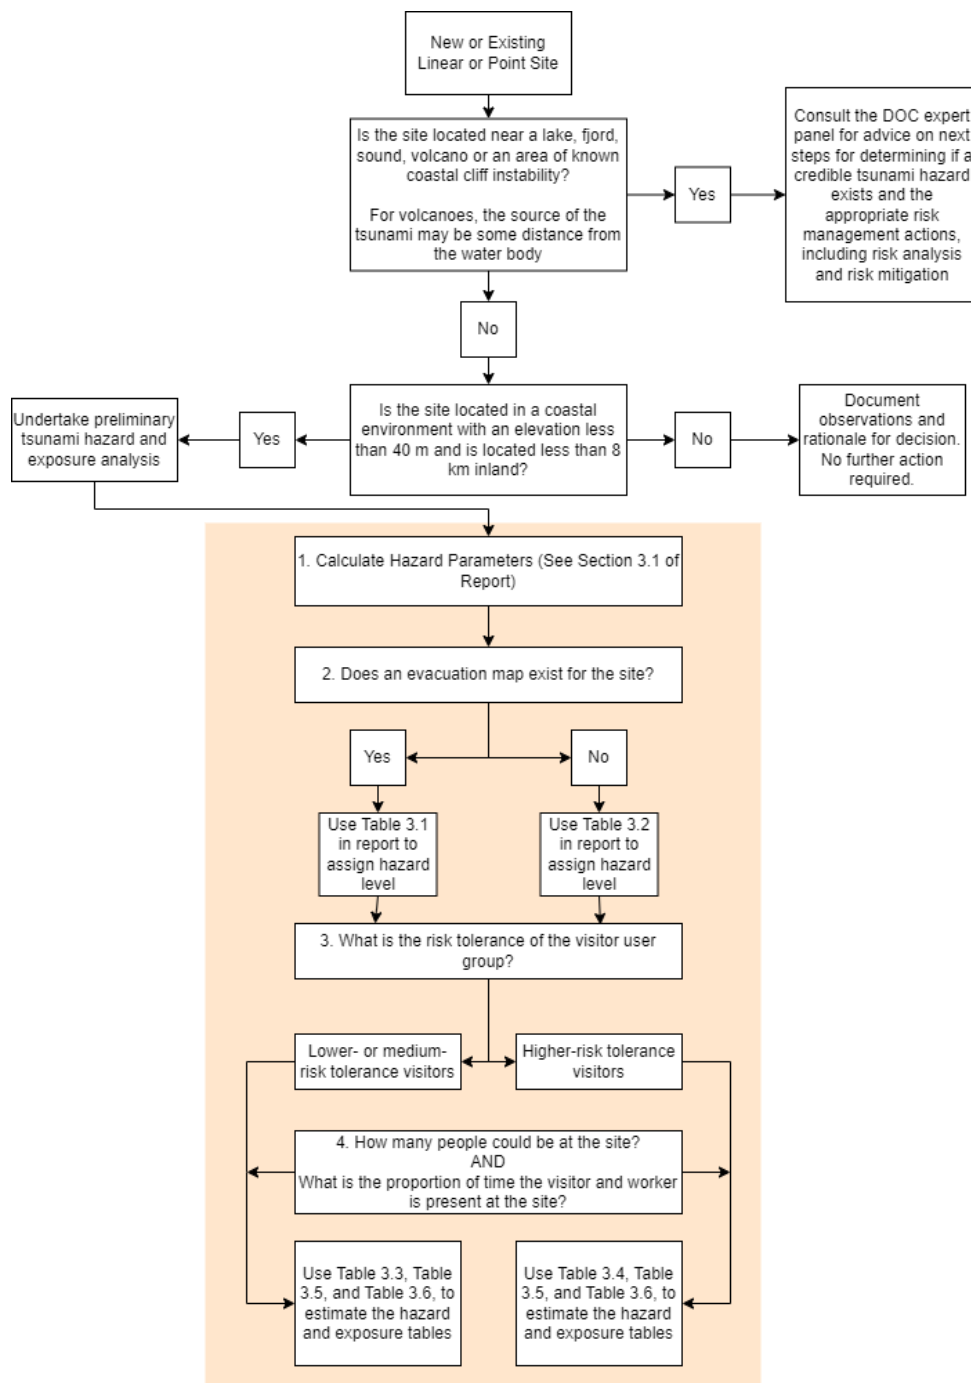 New or Existing
Linear or Point Site
Is the site located near a lake, fjord,
sound, volcano or an area of known
coastal cliff instability?
For volcanoes, the source of the
tsunami may be some distance from
the water body
Yes
Consult the DOC expert
panel for advice on next
steps for determining if a
credible tsunami hazard
exists and the
appropriate risk
management actions,
including risk analysis
and risk mitigation
No
Is the site located in a coastal
environment with an elevation less
than 40 m and is located less than 8
km inland?
Yes
Undertake preliminary
tsunami hazard and
exposure analysis
No
Document
observations and
rationale for decision.
No further action
required.
1. Calculate Hazard Parameters (See Section 3.1 of
Report)
2. Does an evacuation map exist for the site?
Yes
No
Use Table 3.1
in report to
assign hazard
level
Use Table 3.2
in report to
assign hazard
level
3. What is the risk tolerance of the visitor user
group?
Lower- or medium-
risk tolerance visitors
Higher-risk tolerance
visitors
4. How many people could be at the site?
AND
What is the proportion of time the visitor and worker
is present at the site?
Use Table 3.3, Table
3.5, and Table 3.6, to
estimate the hazard
and exposure tables
Use Table 3.4, Table
3.5, and Table 3.6, to
estimate the hazard
and exposure tables